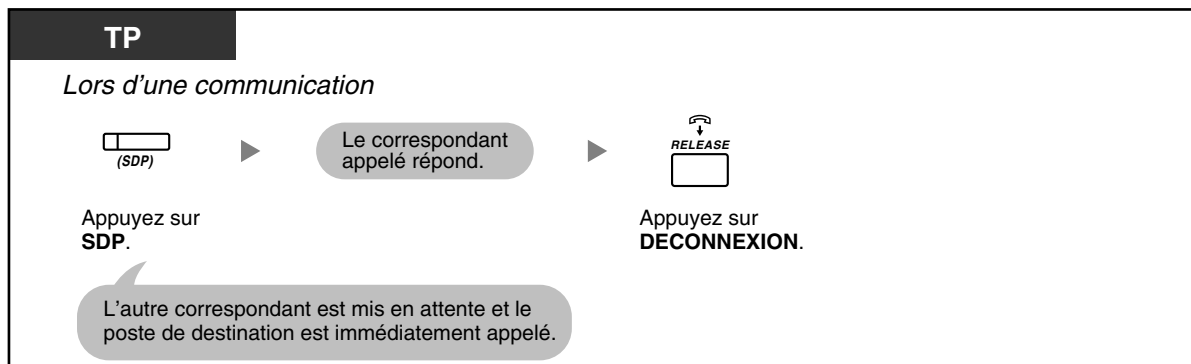 TP
Lors d'une communication
(SDP)
Le correspondant
appelé répond.
RELEASE
Appuyez sur
SDP.
Appuyez sur
DECONNEXION.
L'autre correspondant est mis en attente et le
poste de destination est immédiatement appelé.